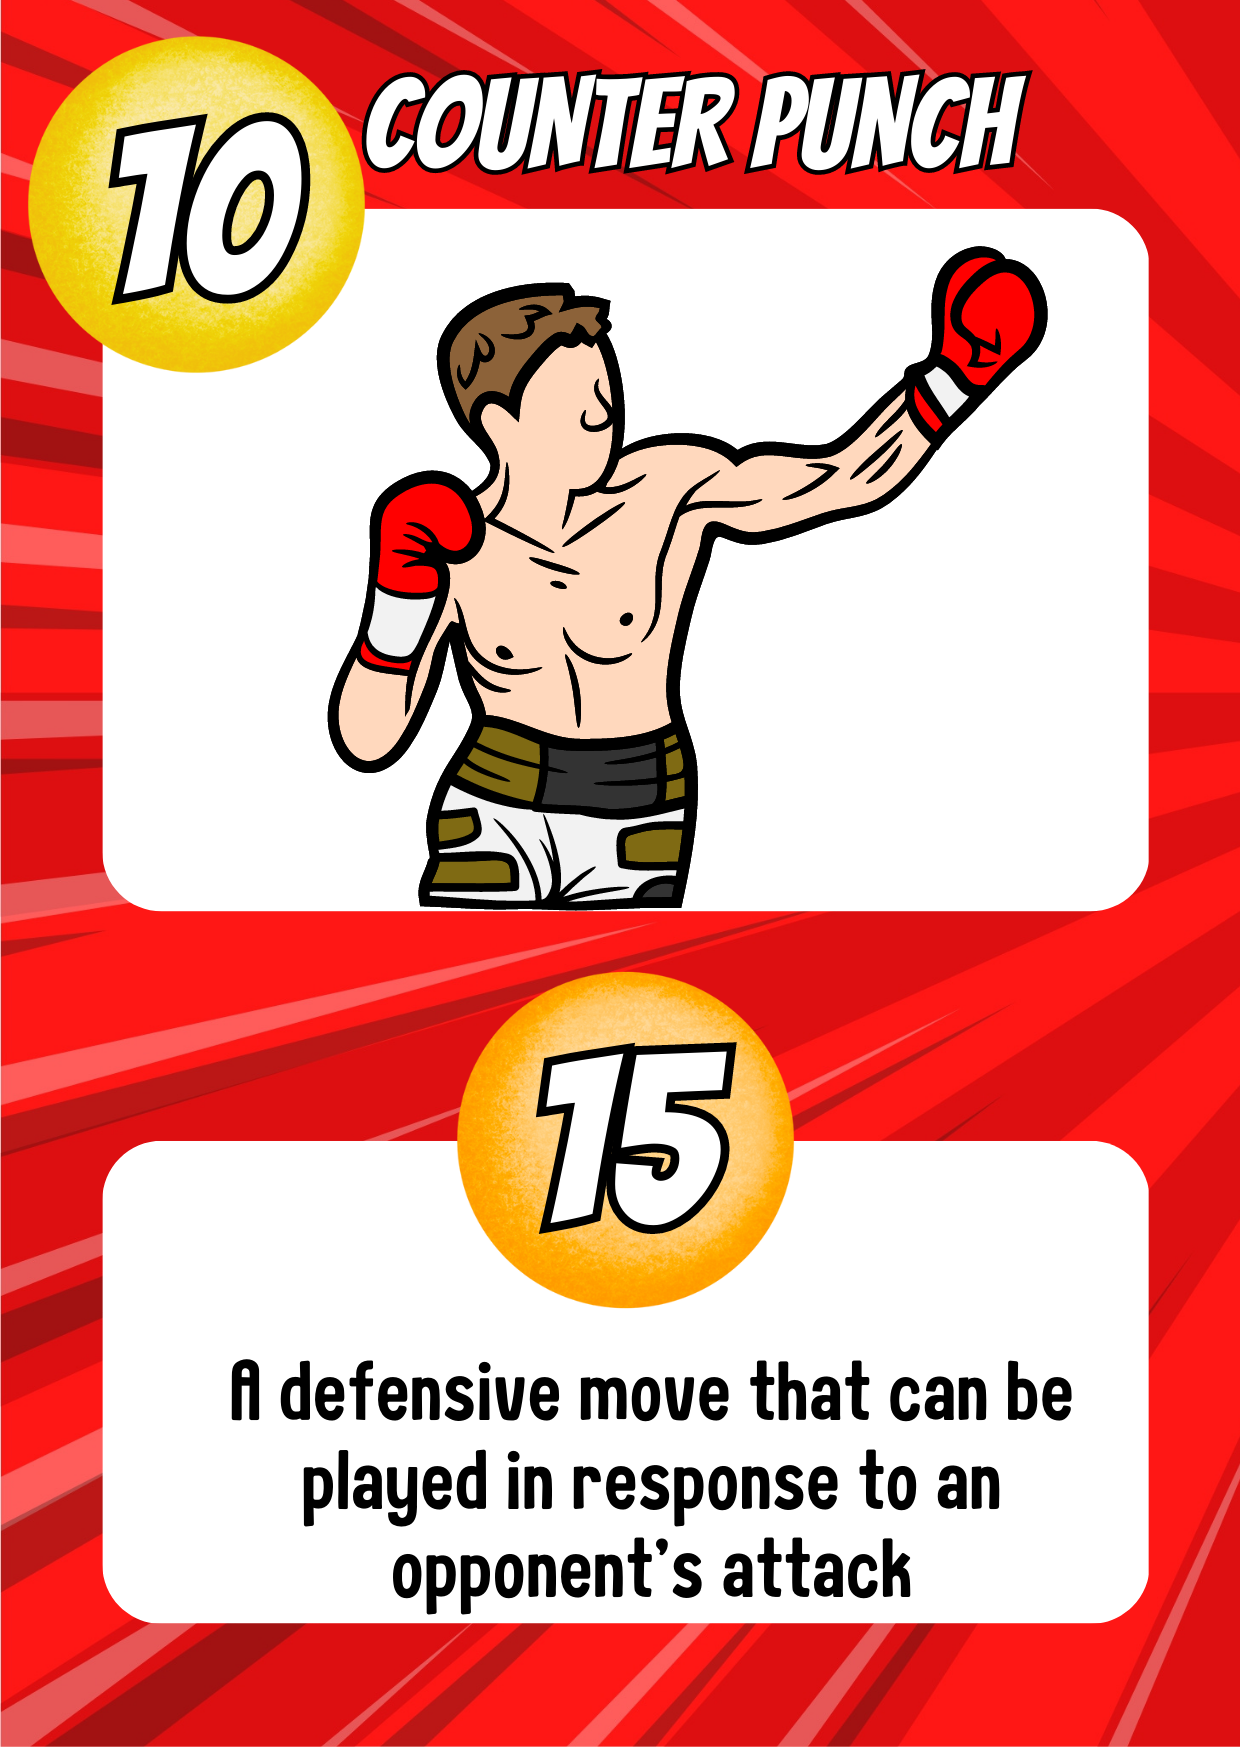 10
COUNTER PUNCH
15
A defensive move that can be
played in response to an
opponent's attack